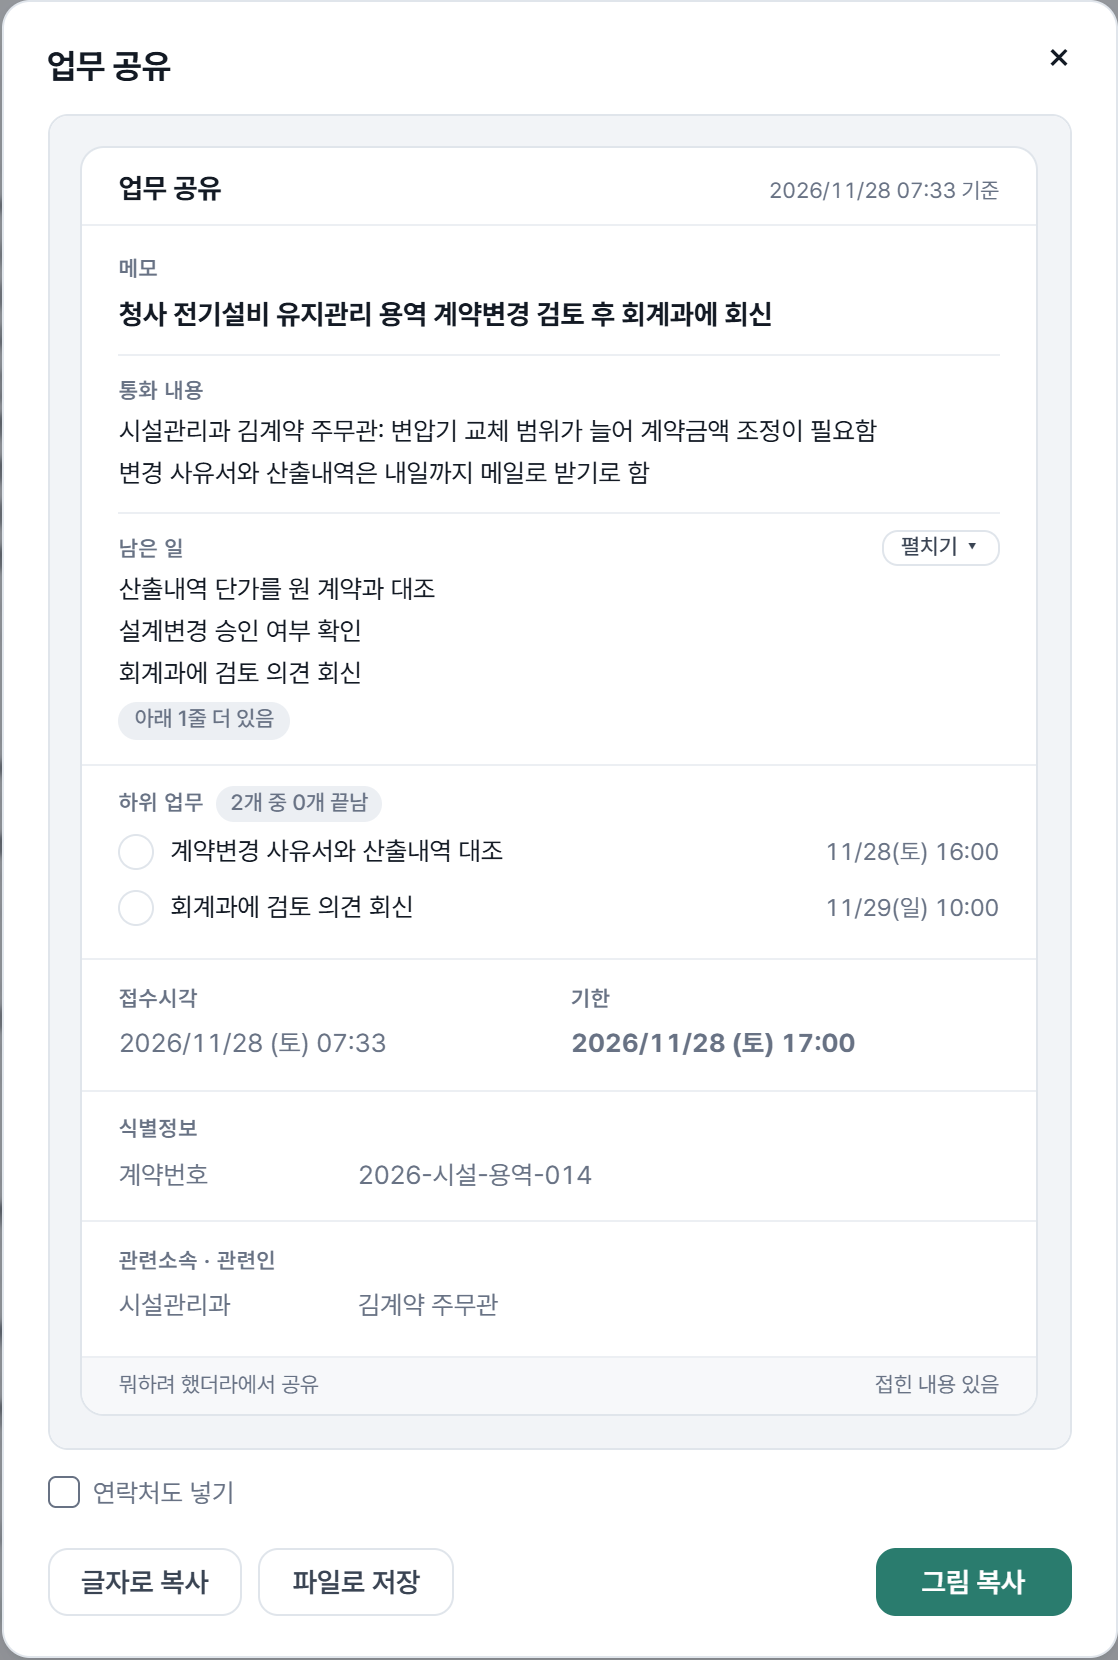 업무 공유
×
업무 공유
2026/11/28 07:33 기준
메모
청사 전기설비 유지관리 용역 계약변경 검토 후 회계과에 회신
통화 내용
시설관리과 김계약 주무관: 변압기 교체 범위가 늘어 계약금액 조정이 필요함
변경 사유서와 산출내역은 내일까지 메일로 받기로 함
남은 일
펼치기 ▾
산출내역 단가를 원 계약과 대조
설계변경 승인 여부 확인
회계과에 검토 의견 회신
아래 1줄 더 있음
하위 업무 2개 중 0개 끝남
계약변경 사유서와 산출내역 대조 11/28(토) 16:00
회계과에 검토 의견 회신 11/29(일) 10:00
접수시각 기한
2026/11/28 (토) 07:33 2026/11/28 (토) 17:00
식별정보
계약번호 2026-시설-용역-014
관련소속 · 관련인
시설관리과 김계약 주무관
뭐하려 했더라에서 공유 접힌 내용 있음
연락처도 넣기
글자로 복사 파일로 저장 그림 복사